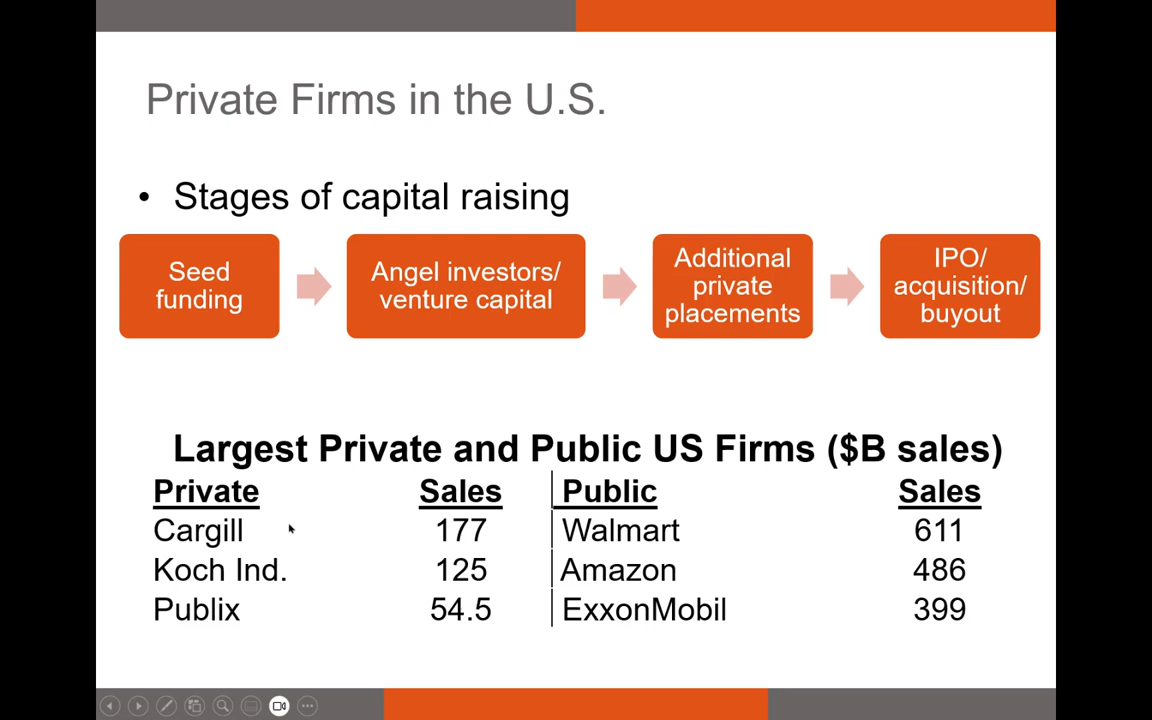 Private Firms in the U.S.
• Stages of capital raising
Seed
funding
Angel investors/
venture capital
Additional
private
placements
IPO/
acquisition/
buyout
Largest Private and Public US Firms ($B sales)
Private Sales Public Sales
Cargill 177 Walmart 611
Koch Ind. 125 Amazon 486
Publix 54.5 ExxonMobil 399